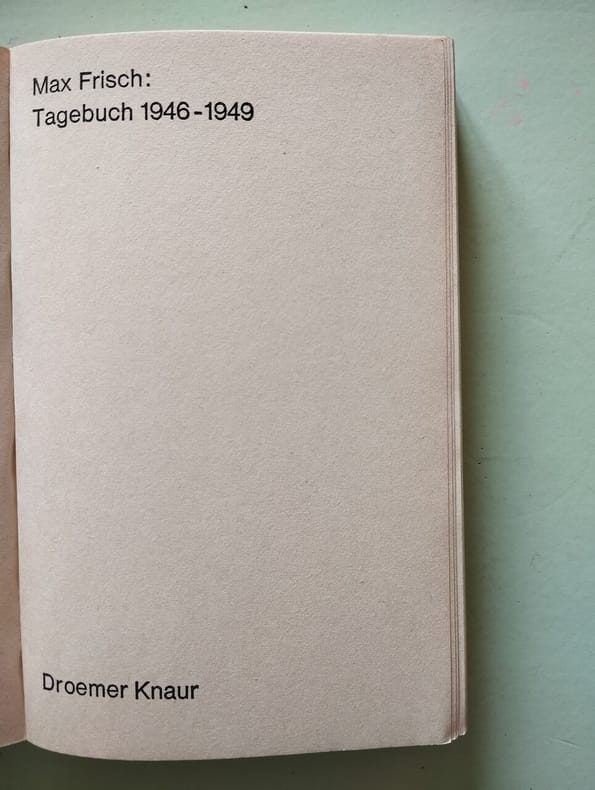 Max Frisch:
Tagebuch 1946-1949
Droemer Knaur